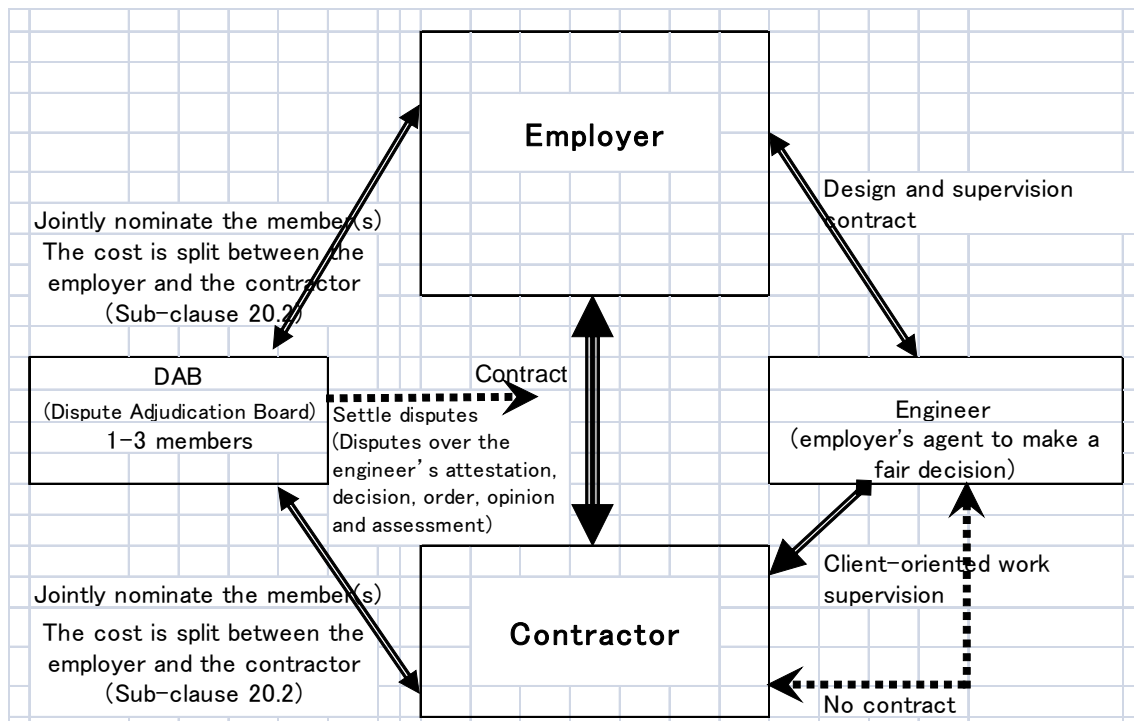 Employer
Design and supervision
contract
Jointly nominate the member(s)
The cost is split between the
employer and the contractor
(Sub-clause 20.2)
DAB
(Dispute Adjudication Board)
1-3 members
Contract
Settle disputes
(Disputes over the
engineer's attestation,
decision, order, opinion
and assessment)
Engineer
(employer's agent to make a
fair decision)
Client-oriented work
supervision
Jointly nominate the member(s)
The cost is split between the
employer and the contractor
(Sub-clause 20.2)
Contractor
No contract